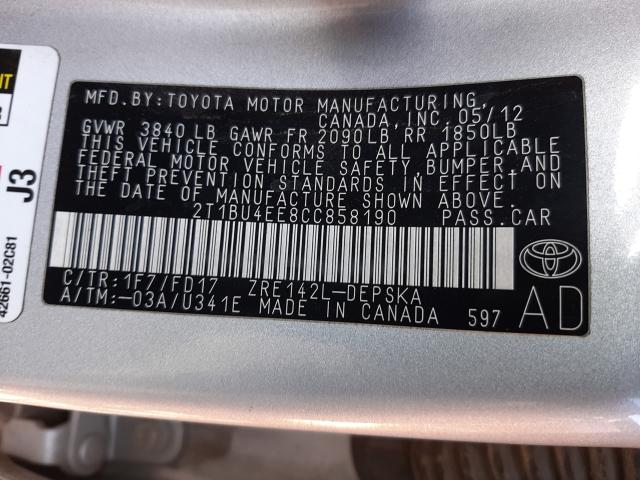 MFD.BY:TOYOTA MOTOR MANUFACTURING,
CANADA, INC. 05/12
GVWR 3840LB GAWR FR 2090LB, RR 1850LB
THIS VEHICLE CONFORMS TO ALL APPLICABLE
FEDERAL MOTOR VEHICLE SAFETY, BUMPER, AND
THEFT PREVENTION STANDARDS IN EFFECT ON
THE DATE OF MANUFACTURE SHOWN ABOVE.
2T1BU4EE8CC858190 PASS.CAR
C/TR:1F7/FD17 ZRE142L-DEPSKA
A/TM:-03A/U341E MADE IN CANADA 597
TOYOTA
AD
J3
42661-02C81